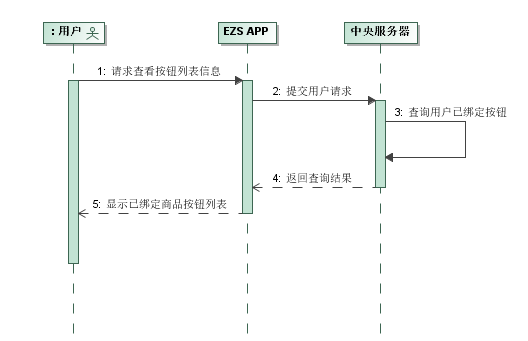 : 用户
EZS APP
中央服务器
1: 请求查看按钮列表信息
2: 提交用户请求
3: 查询用户已绑定按钮
4: 返回查询结果
5: 显示已绑定商品按钮列表